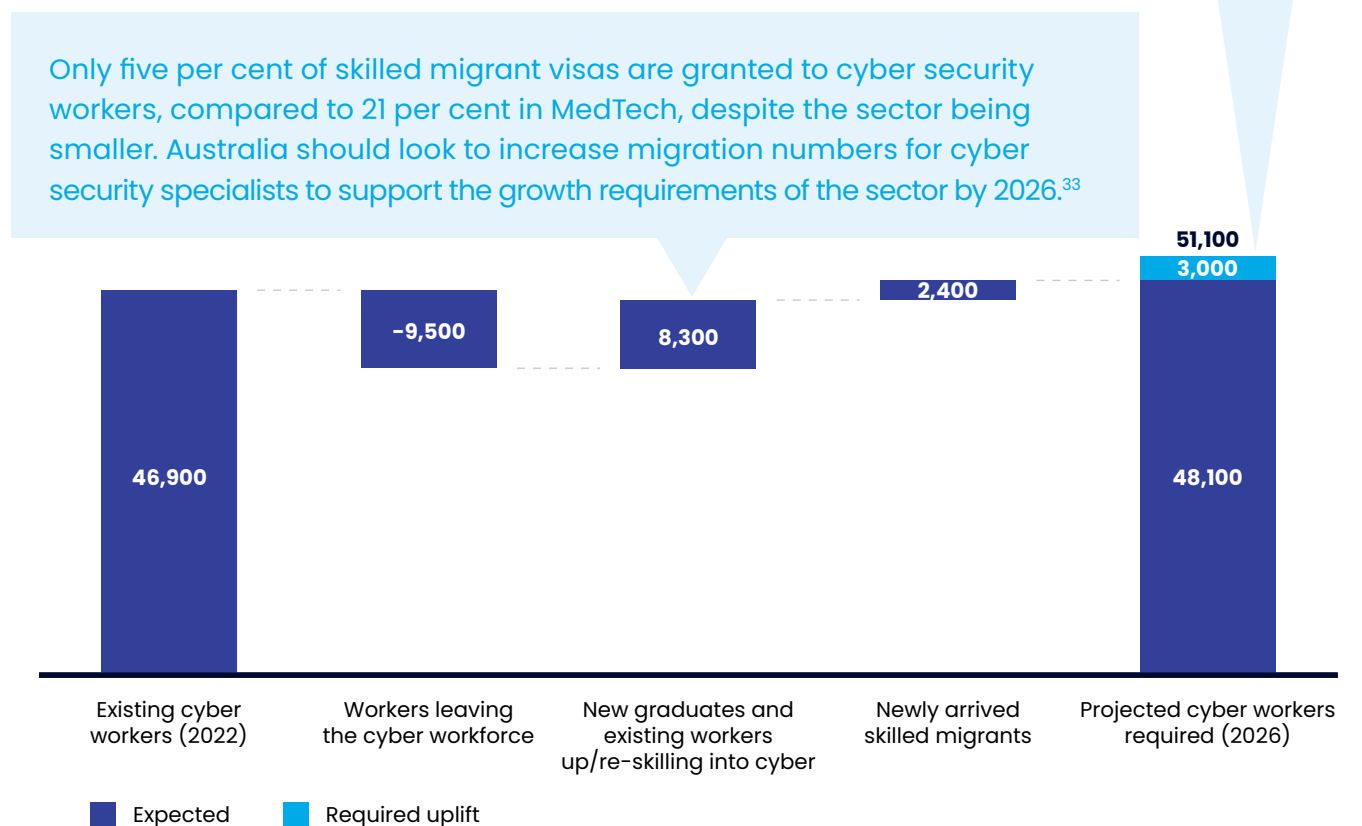 Only five per cent of skilled migrant visas are granted to cyber security
workers, compared to 21 per cent in MedTech, despite the sector being
smaller. Australia should look to increase migration numbers for cyber
security specialists to support the growth requirements of the sector by 2026.³³
51,100
3,000
2,400
-9,500
8,300
46,900
48,100
Existing cyber
workers (2022)
Workers leaving
the cyber workforce
New graduates and
existing workers
up/re-skilling into cyber
Newly arrived
skilled migrants
Projected cyber workers
required (2026)
Expected
Required uplift